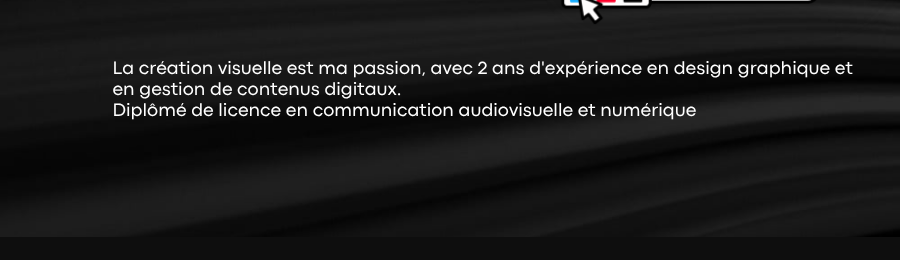 La création visuelle est ma passion, avec 2 ans d'expérience en design graphique et
en gestion de contenus digitaux.
Diplômé de licence en communication audiovisuelle et numérique